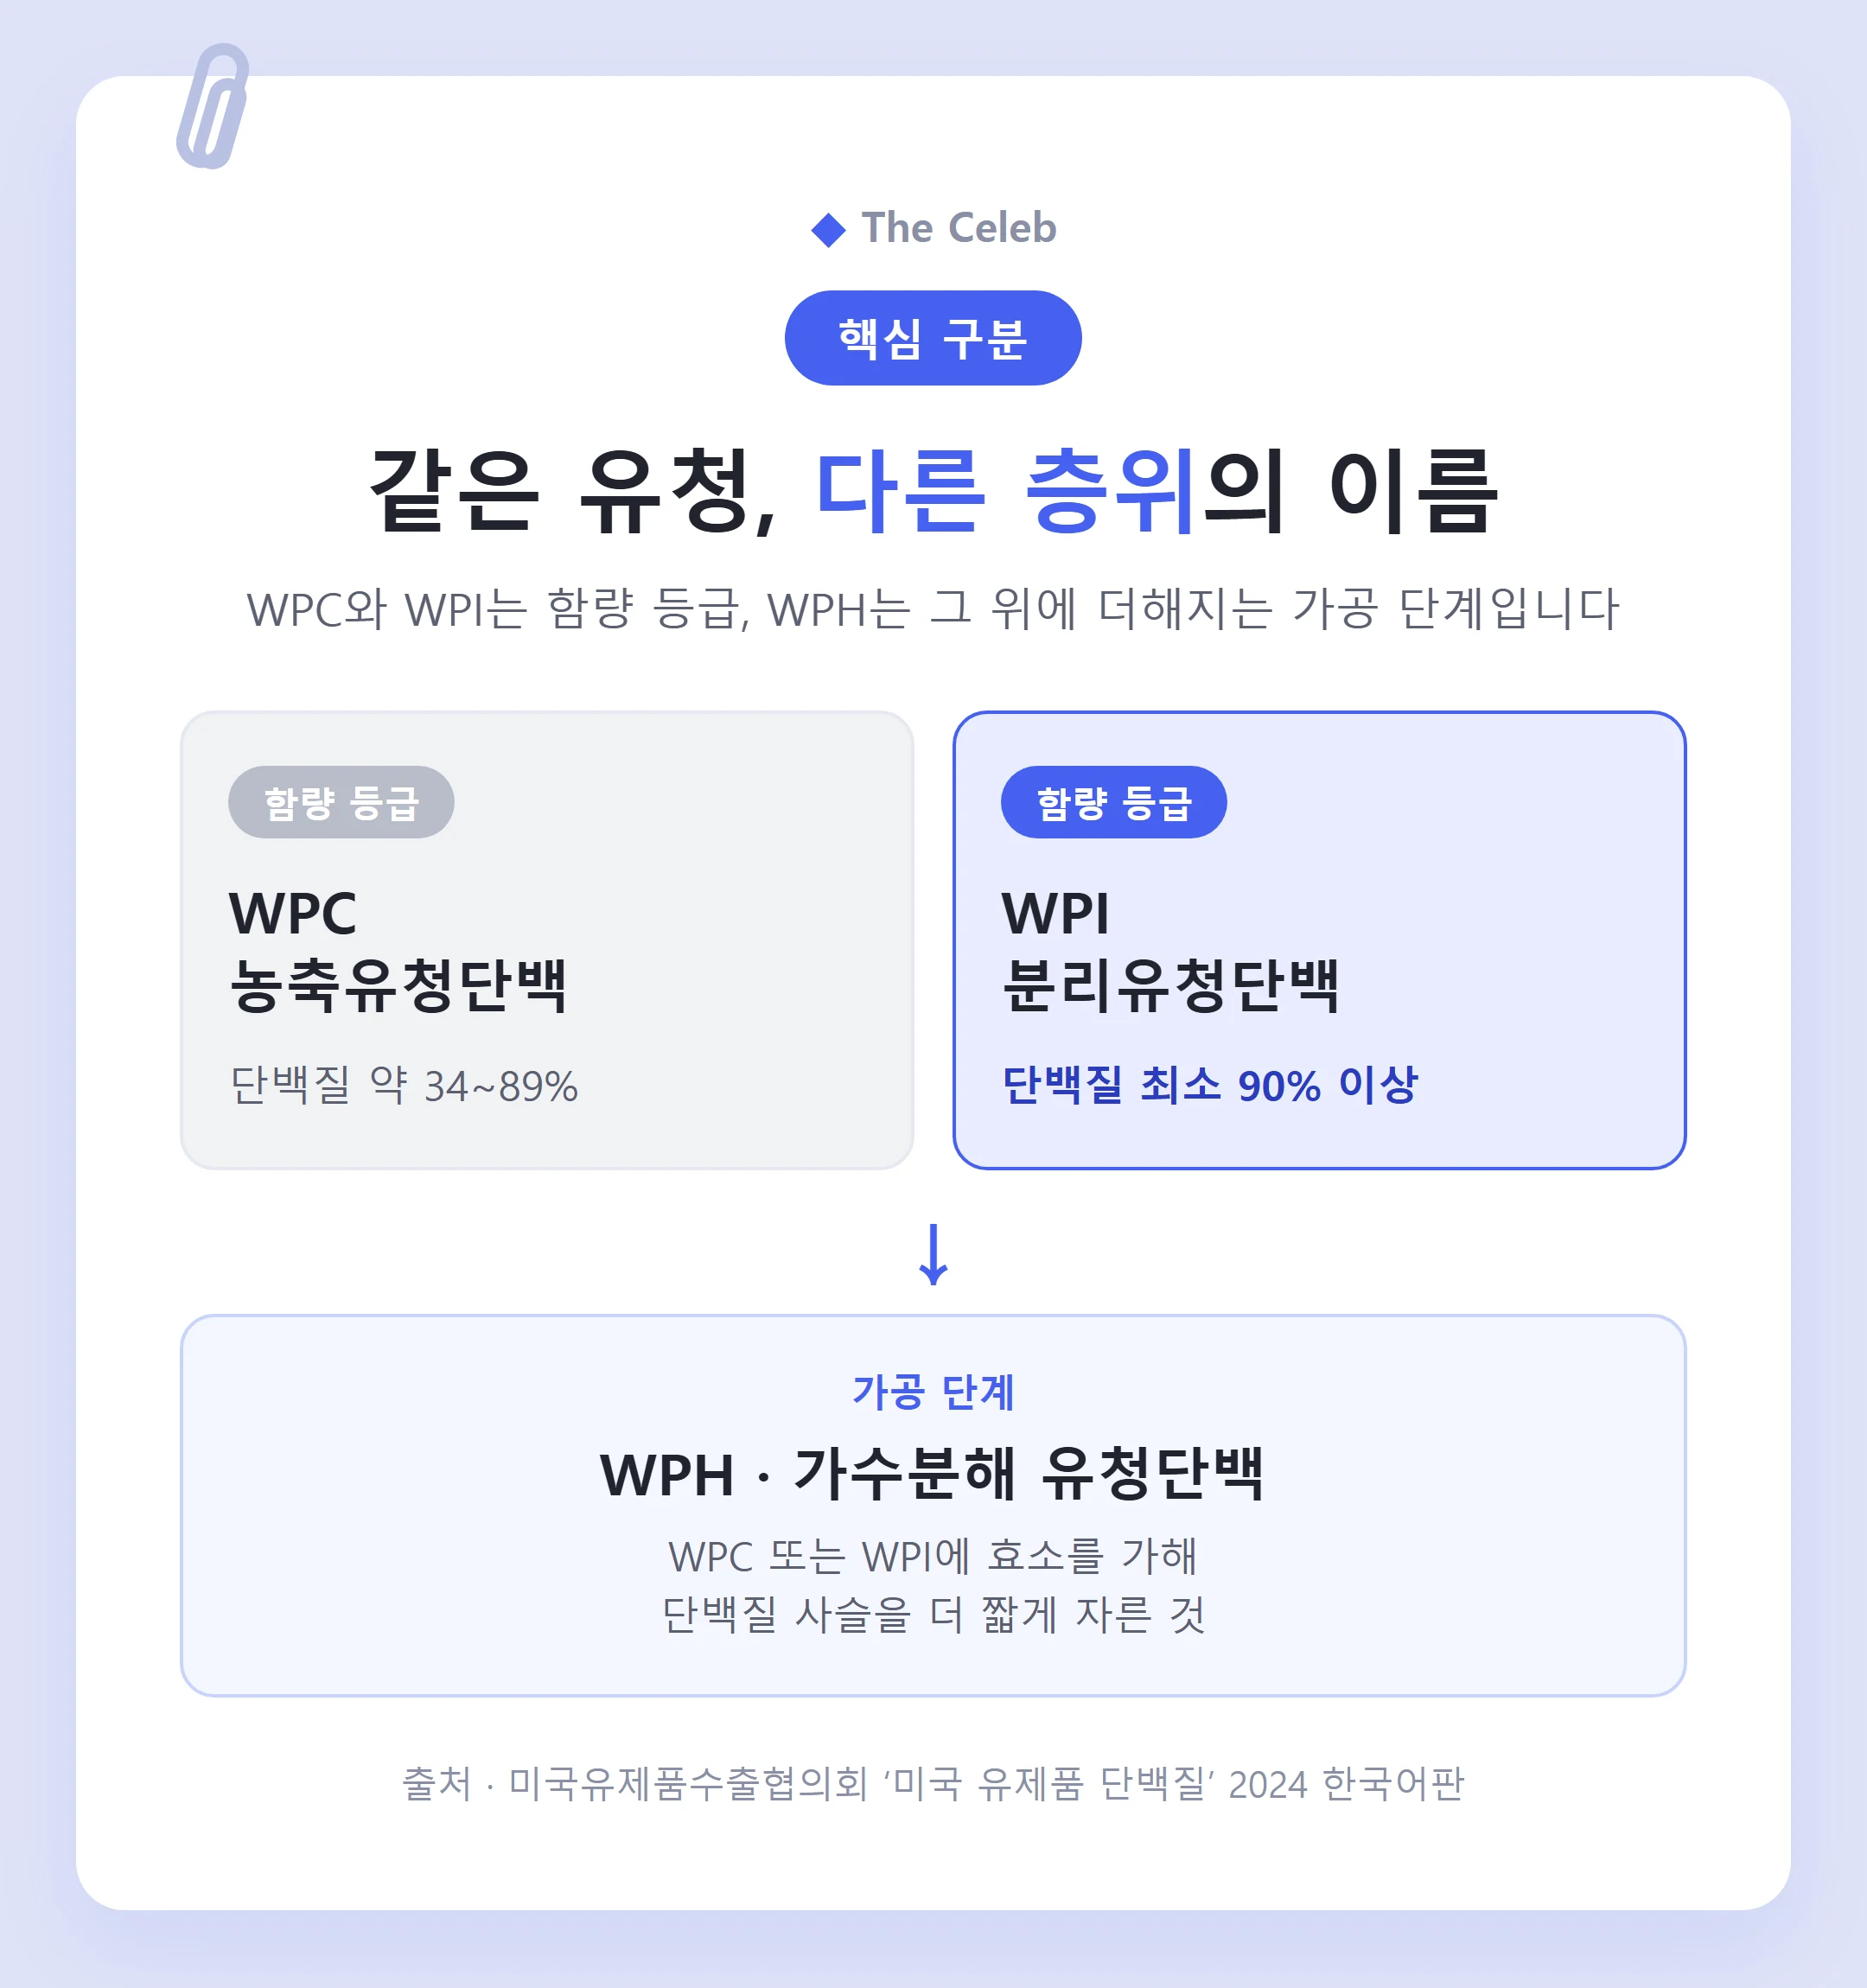 ◆ The Celeb
핵심 구분
같은 유청, 다른 층위의 이름
WPC와 WPI는 함량 등급, WPH는 그 위에 더해지는 가공 단계입니다
함량 등급
WPC
농축유청단백
단백질 약 34~89%
함량 등급
WPI
분리유청단백
단백질 최소 90% 이상
↓
가공 단계
WPH · 가수분해 유청단백
WPC 또는 WPI에 효소를 가해
단백질 사슬을 더 짧게 자른 것
출처 · 미국유제품수출협의회 ‘미국 유제품 단백질’ 2024 한국어판